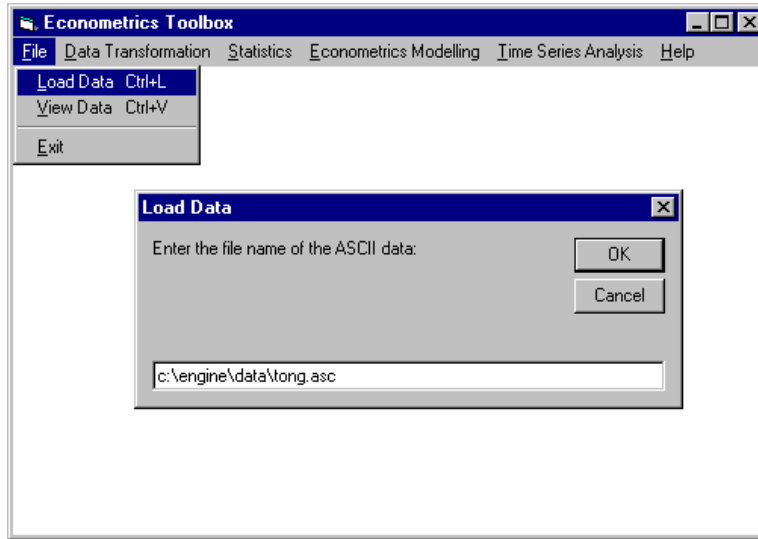 Econometrics Toolbox
File Data Transformation Statistics Econometrics Modelling Time Series Analysis Help
Load Data Ctrl+L
View Data Ctrl+V
Exit
Load Data
Enter the file name of the ASCII data:
OK
Cancel
c:\engine\data\tong.asc